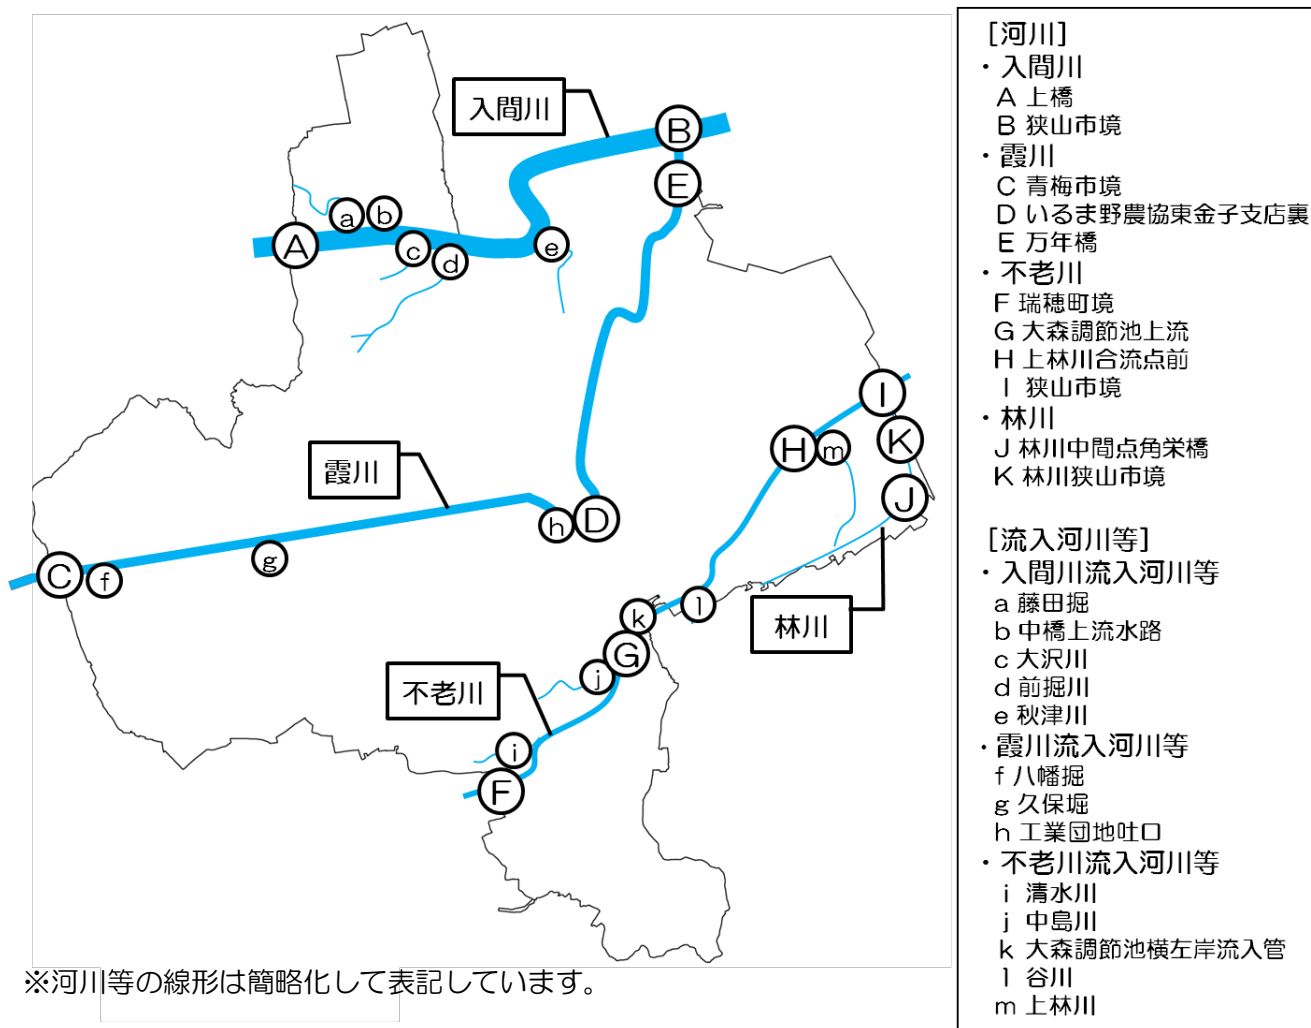 入間川
B
E
a
b
A
c
d
e
I
H
m
K
霞川
J
h
D
g
C
f
l
k
林川
G
j
不老川
i
F
※河川等の線形は簡略化して表記しています。
［河川］
・入間川
A 上橋
B 狭山市境
・霞川
C 青梅市境
D いるま野農協東金子支店裏
E 万年橋
・不老川
F 瑞穂町境
G 大森調節池上流
H 上林川合流点前
I 狭山市境
・林川
J 林川中間点角栄橋
K 林川狭山市境
［流入河川等］
・入間川流入河川等
a 藤田堀
b 中橋上流水路
c 大沢川
d 前堀川
e 秋津川
・霞川流入河川等
f 八幡掘
g 久保堀
h 工業団地吐口
・不老川流入河川等
i 清水川
j 中島川
k 大森調節池横左岸流入管
l 谷川
m 上林川